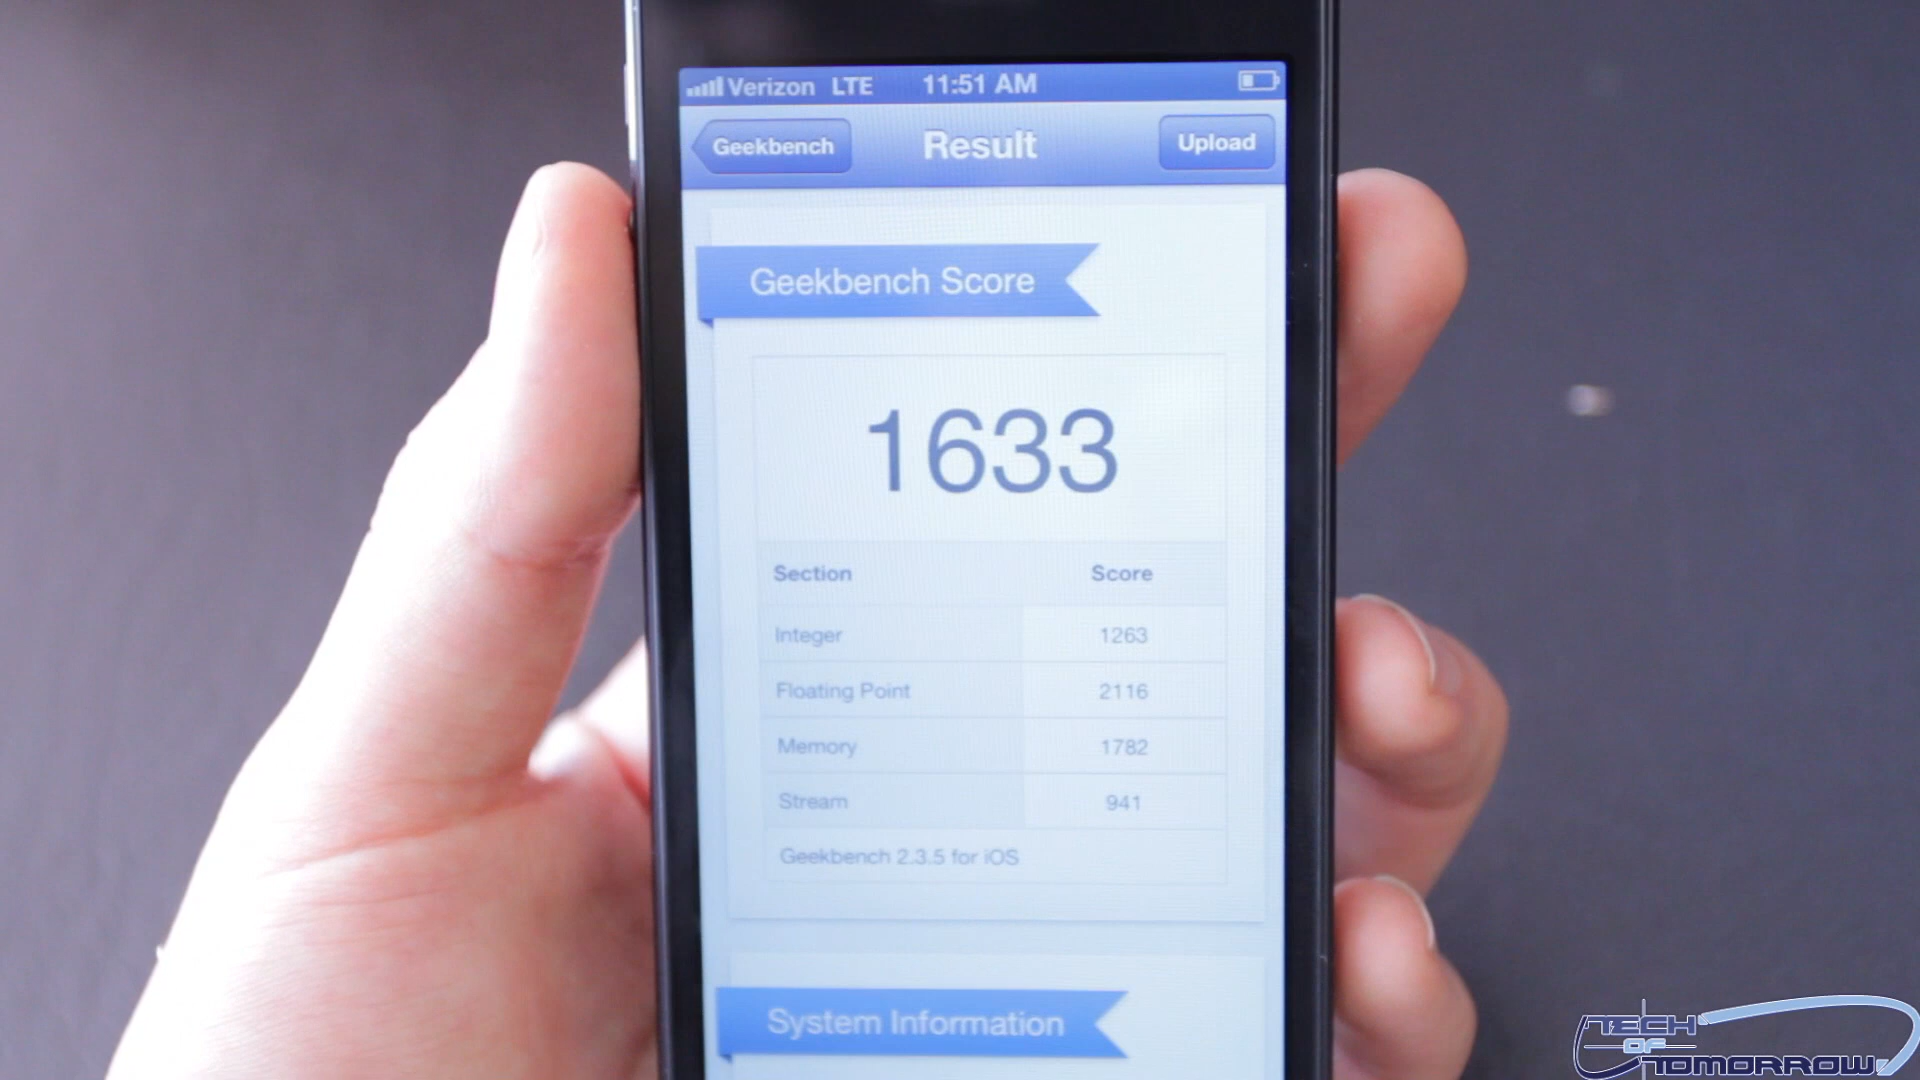 Verizon LTE 11:51 AM
Geekbench Result Upload
Geekbench Score
1633
Section Score
Integer 1263
Floating Point 2116
Memory 1782
Stream 941
Geekbench 2.3.5 for iOS
System Information
TECH
OF
TOMORROW